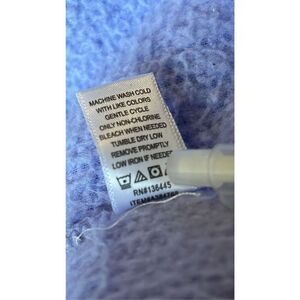 MACHINE WASH COLD
WITH LIKE COLORS
GENTLE CYCLE
ONLY NON-CHLORINE
BLEACH WHEN NEEDED
TUMBLE DRY LOW
REMOVE PROMPTLY
LOW IRON IF NEEDED
RN#136445